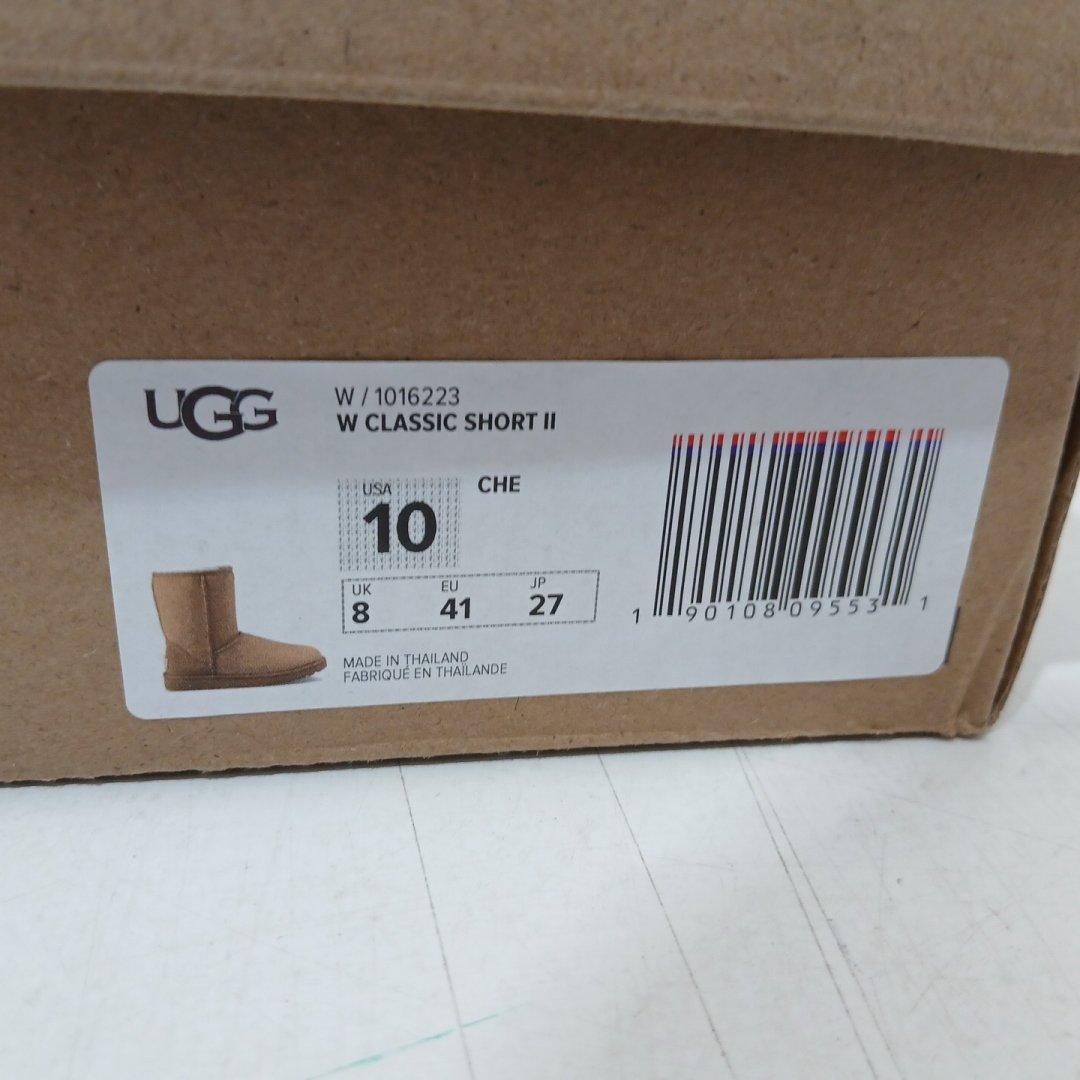 UGG
W / 1016223
W CLASSIC SHORT II
USA
10
CHE
UK
8
EU
41
JP
27
MADE IN THAILAND
FABRIQUÉ EN THAÏLANDE
1 90108 09553 1